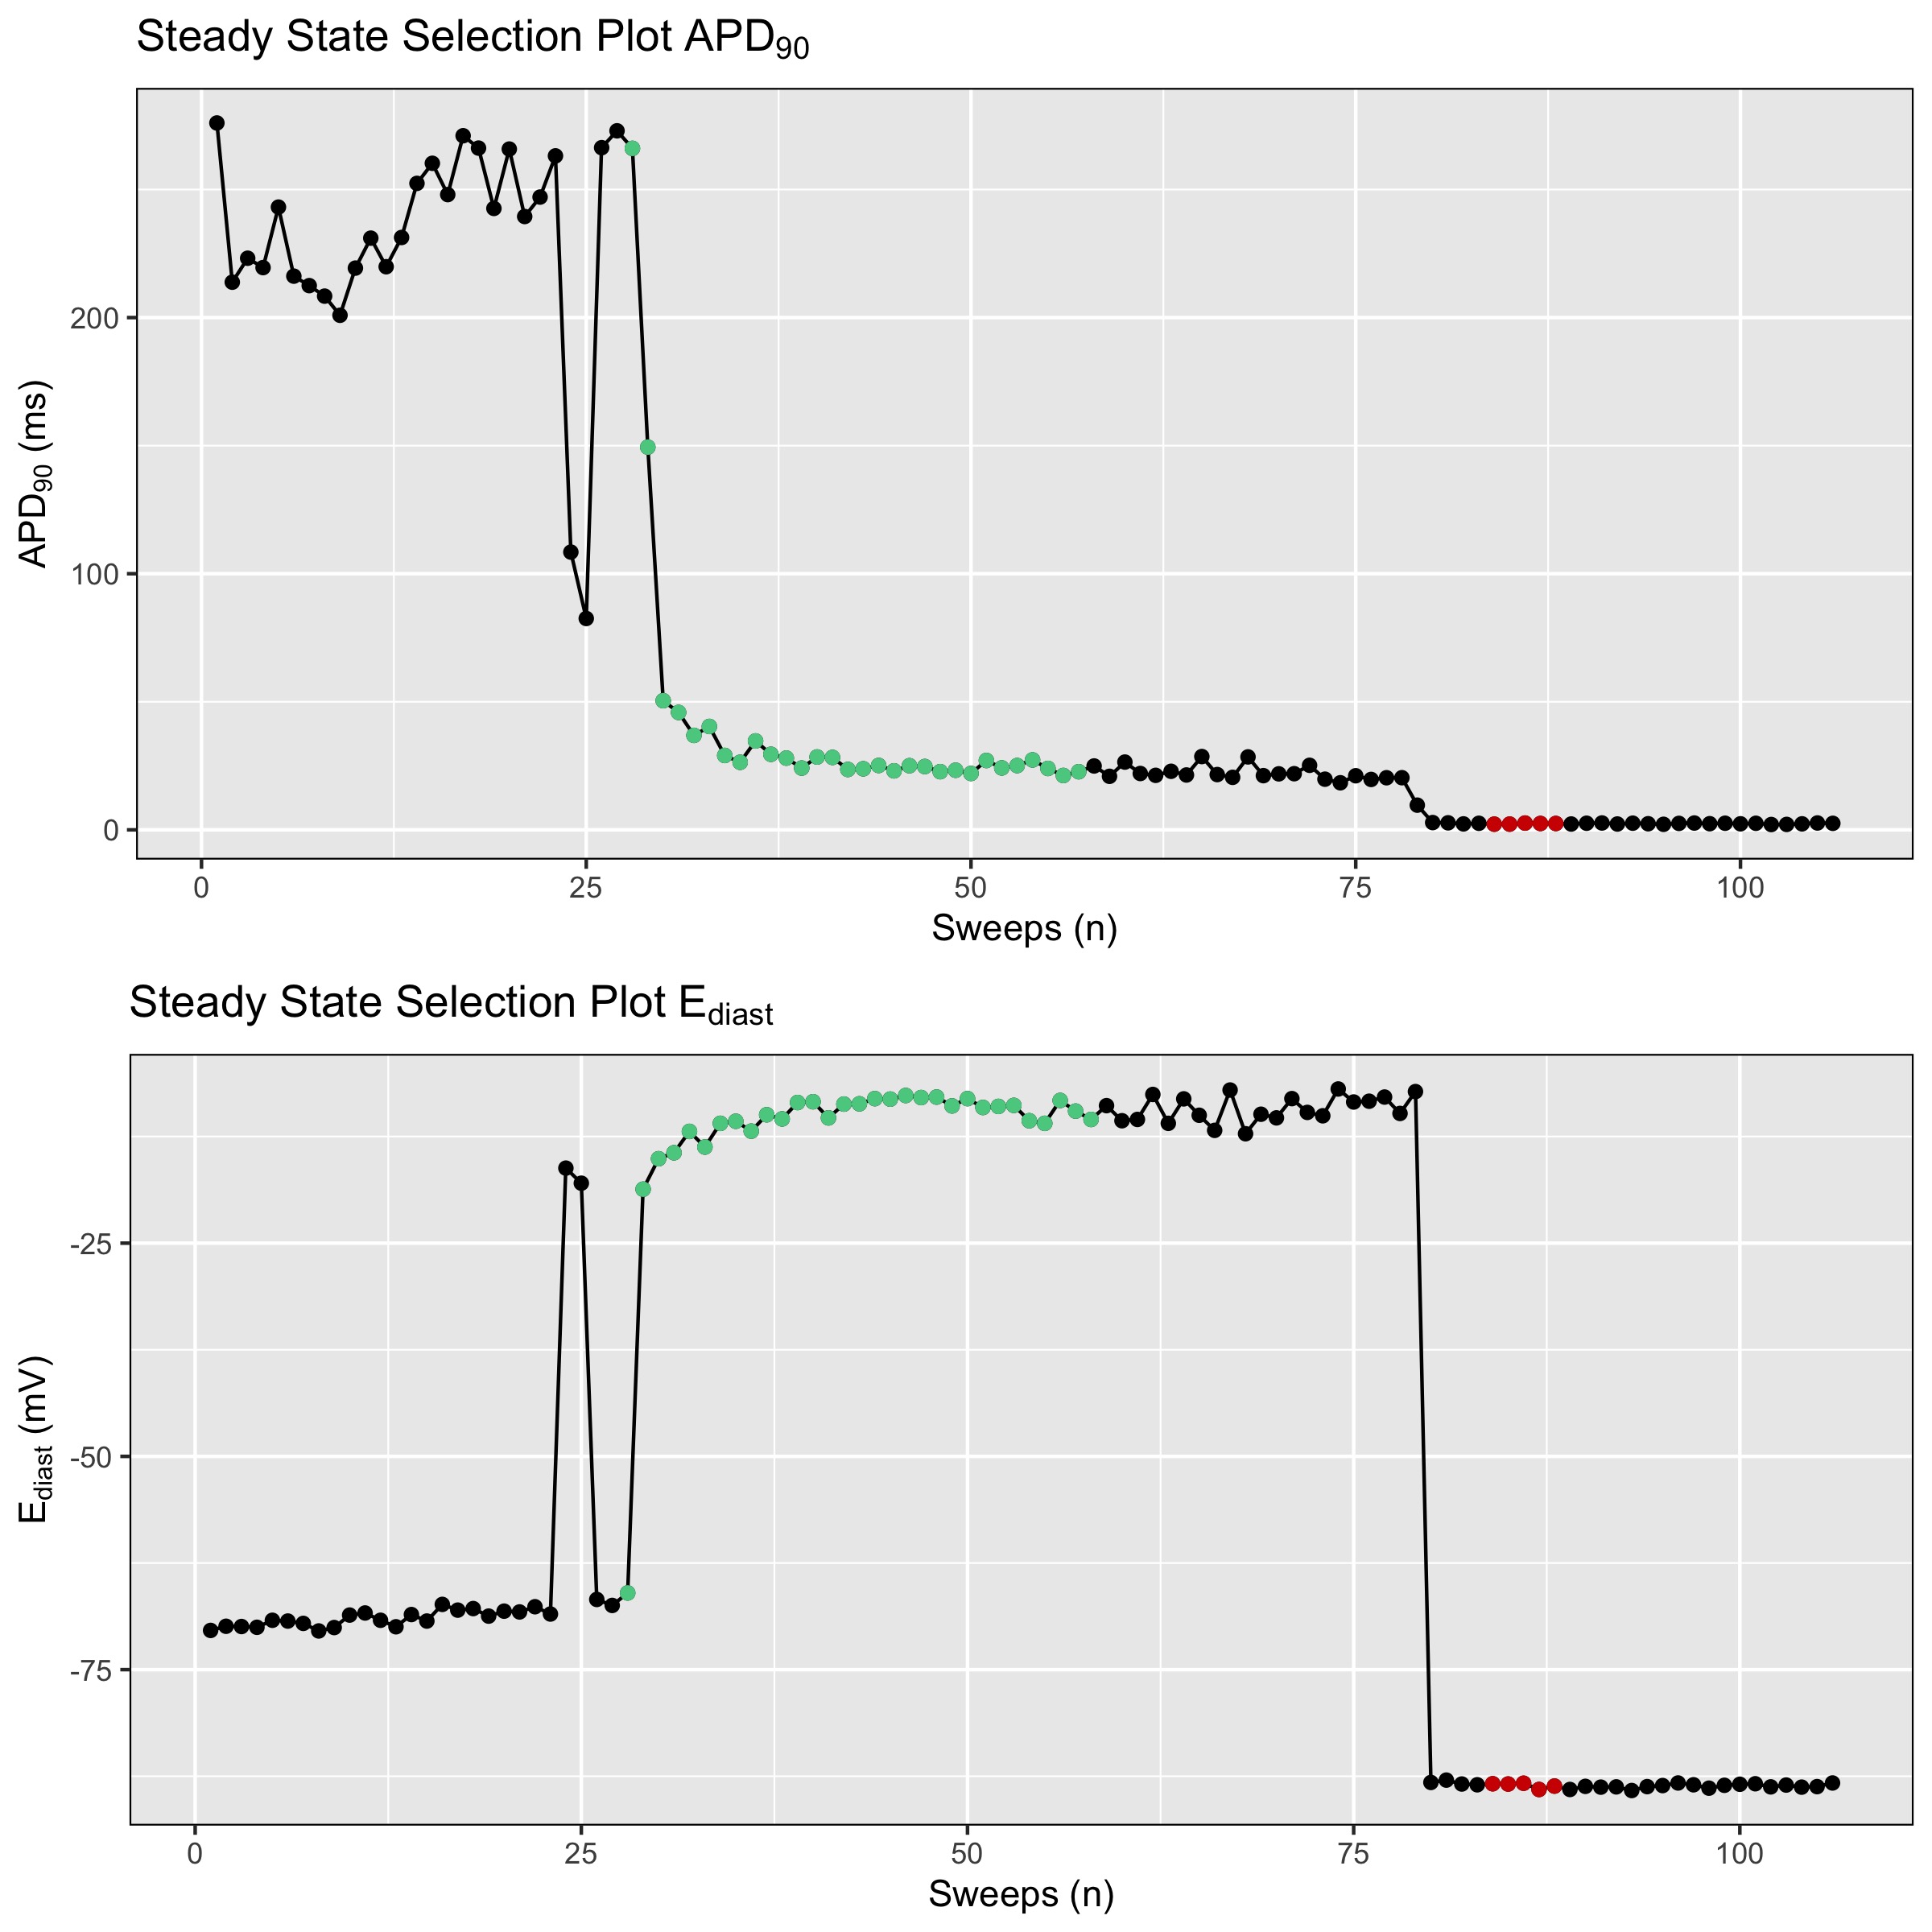 Steady State Selection Plot APD90
APD90 (ms)
200
100
0
0 25 50 75 100
Sweeps (n)
Steady State Selection Plot Ediast
Ediast (mV)
-25
-50
-75
0 25 50 75 100
Sweeps (n)